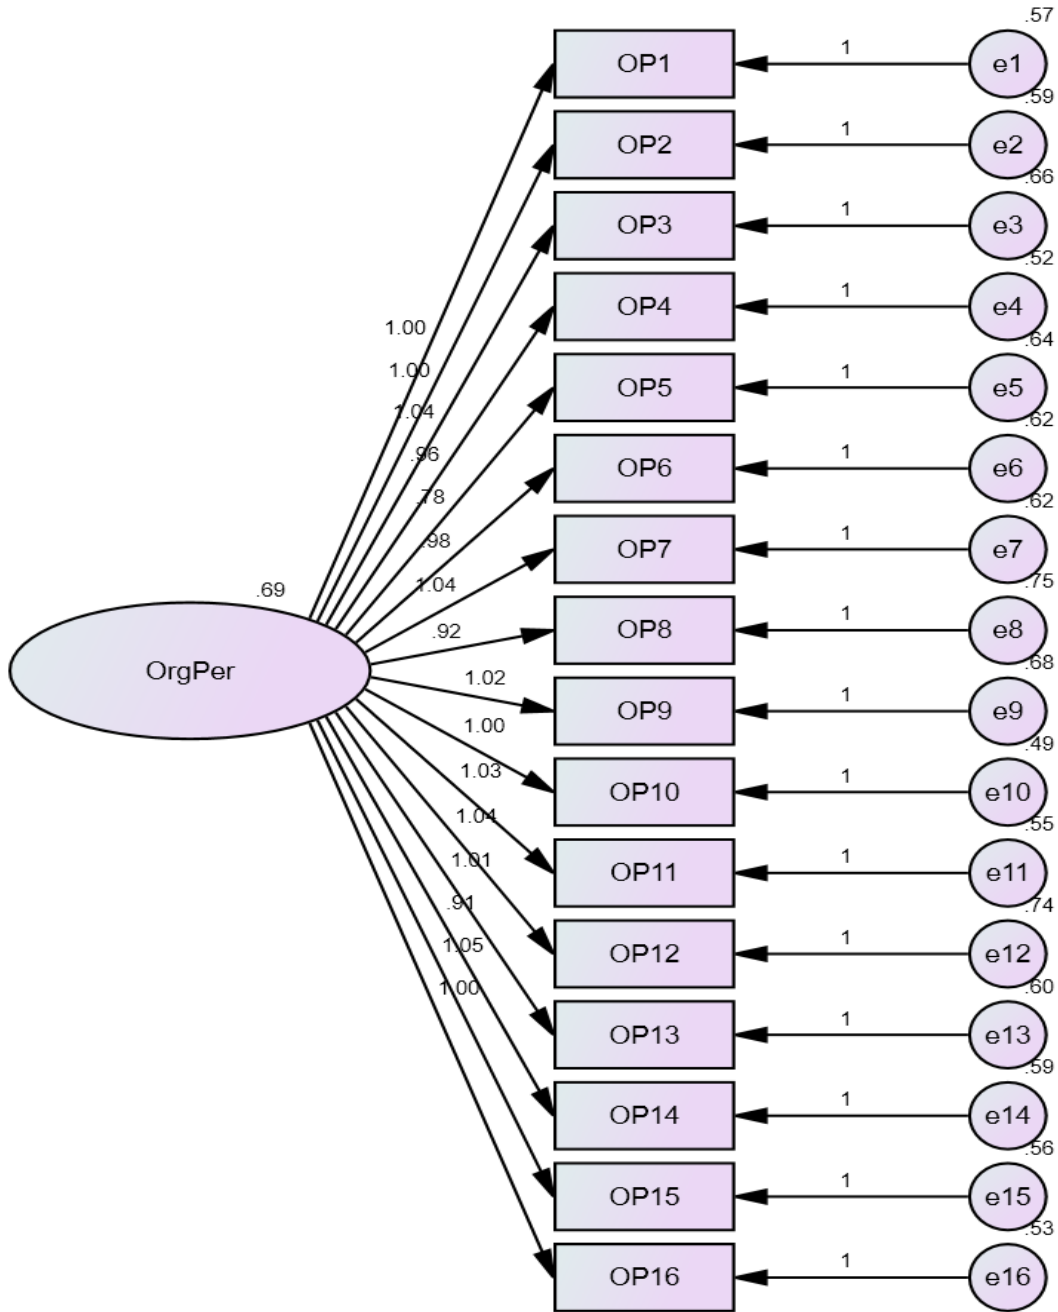 .57
OP1 1 e1
.59
OP2 1 e2
.66
OP3 1 e3
.52
OP4 1 e4
.64
OP5 1 e5
.62
OP6 1 e6
.62
OP7 1 e7
.75
OP8 1 e8
.68
OP9 1 e9
.49
OP10 1 e10
.55
OP11 1 e11
.74
OP12 1 e12
.60
OP13 1 e13
.59
OP14 1 e14
.56
OP15 1 e15
.53
OP16 1 e16
1.00
1.00
1.04
.96
.78
.98
1.04
.92
1.02
1.00
1.03
1.04
1.01
.91
1.05
1.00
.69
OrgPer